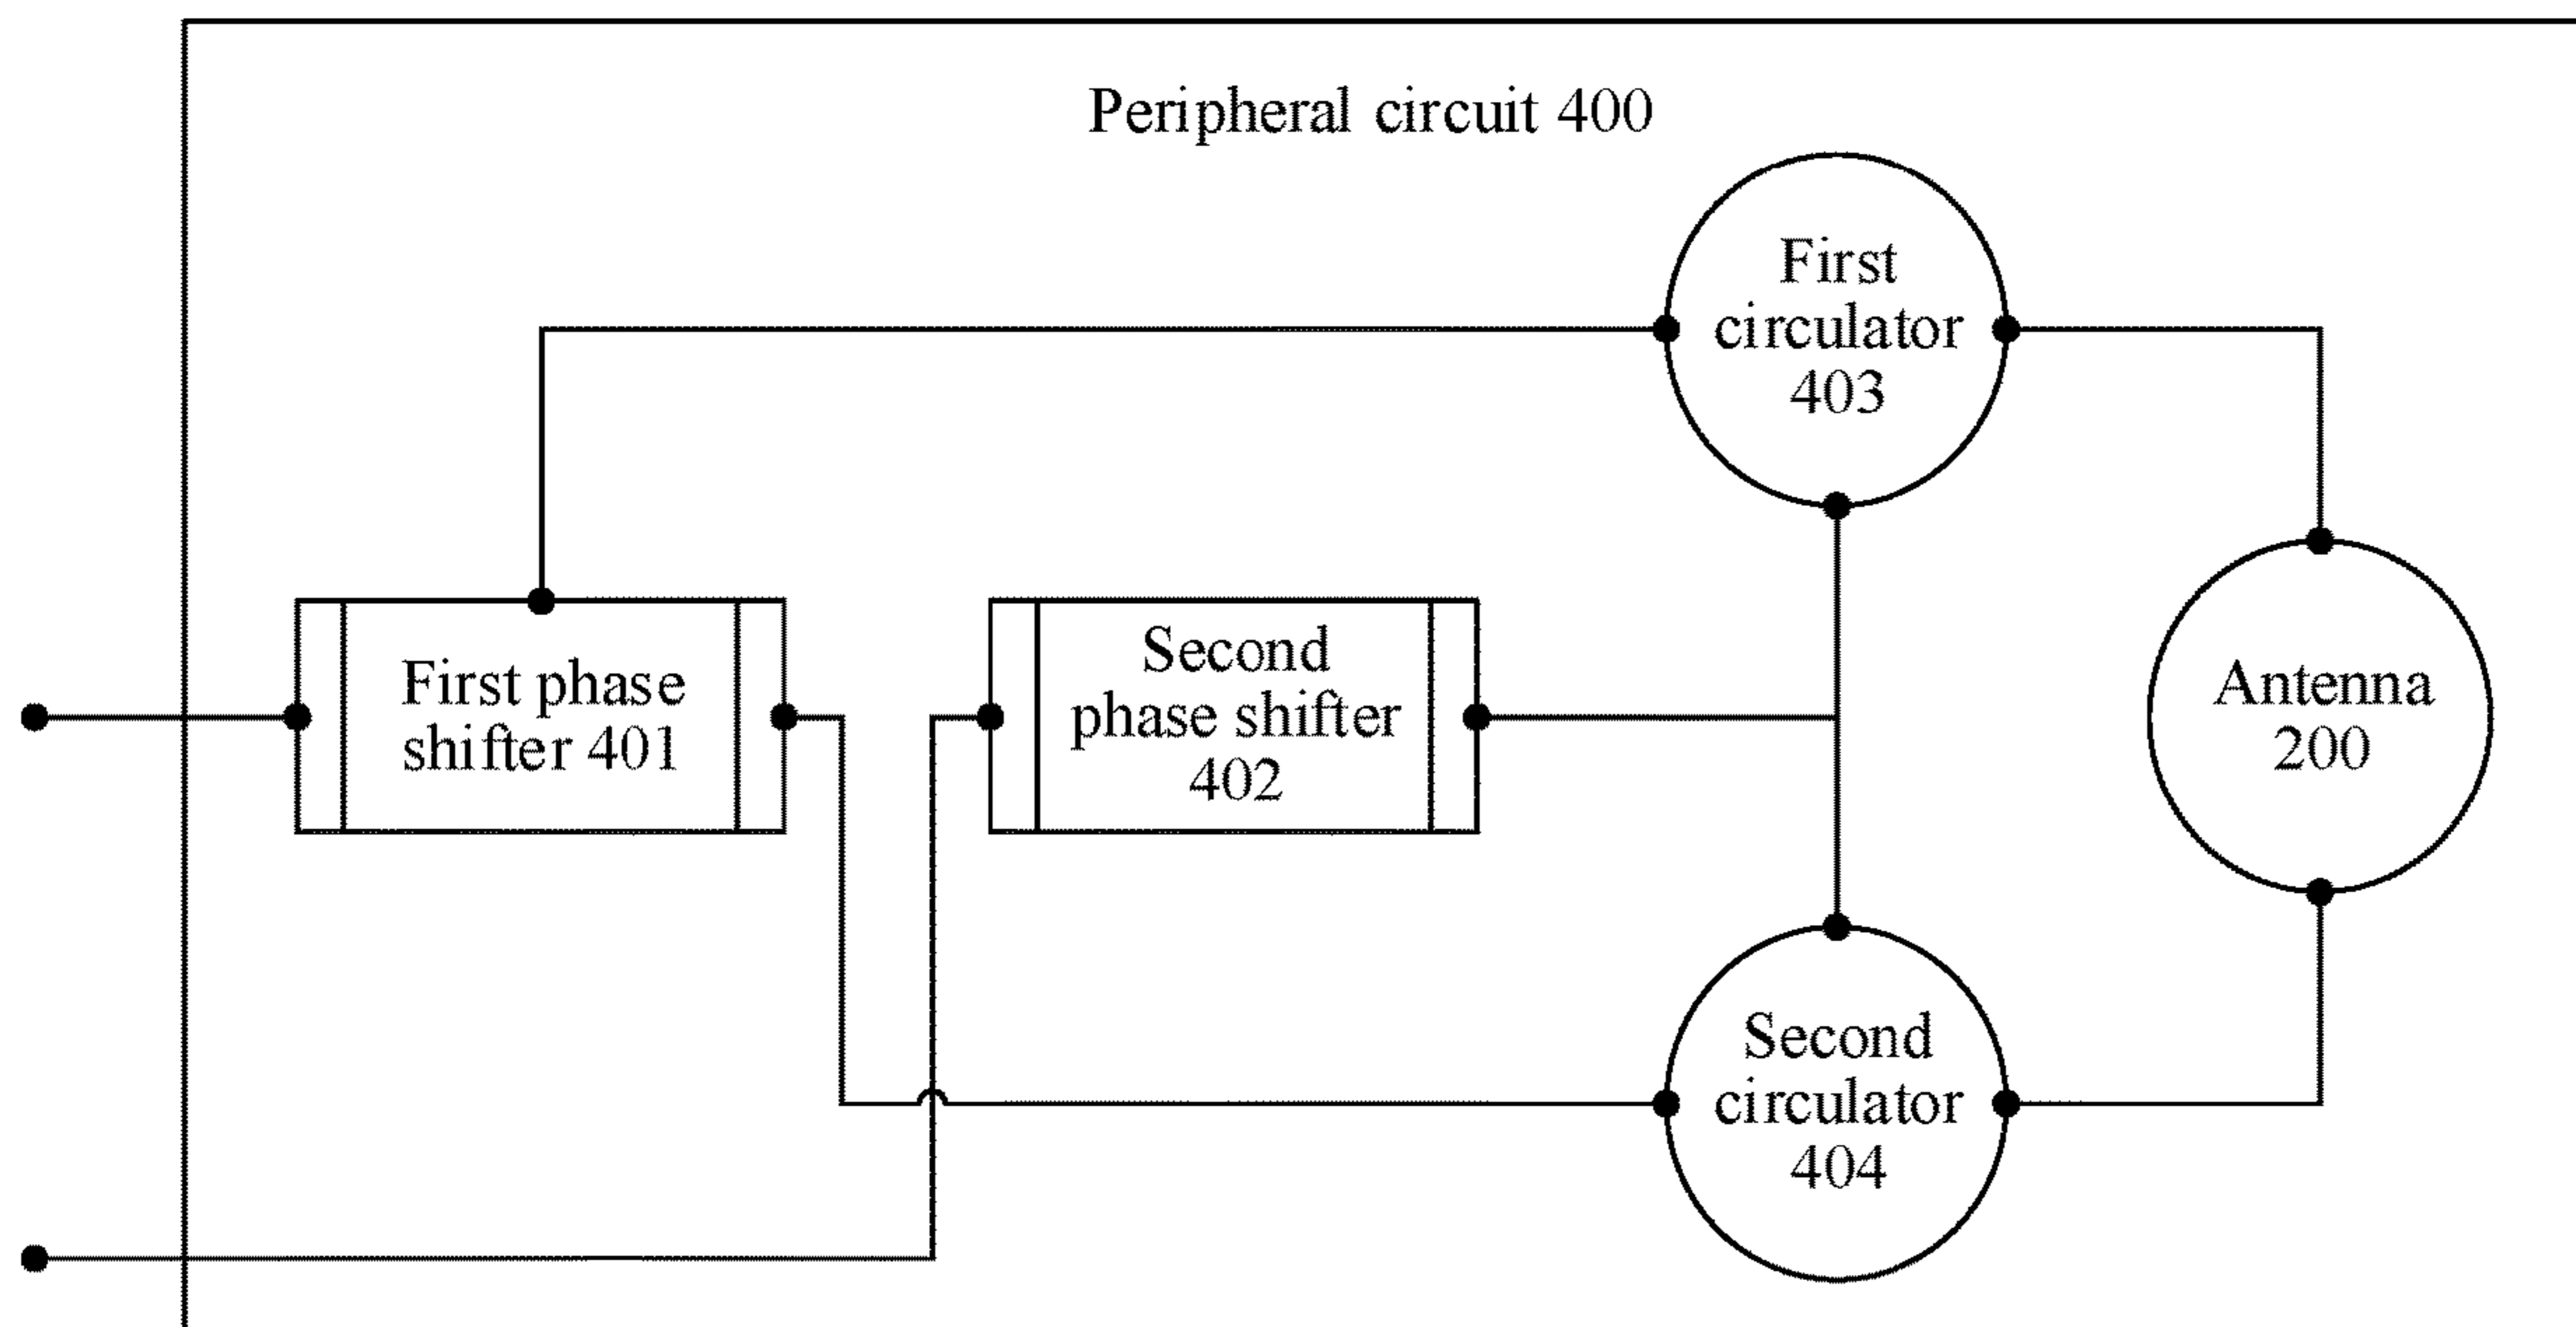 Peripheral circuit 400
First
circulator
403
First phase
shifter 401
Second
phase shifter
402
Antenna
200
Second
circulator
404